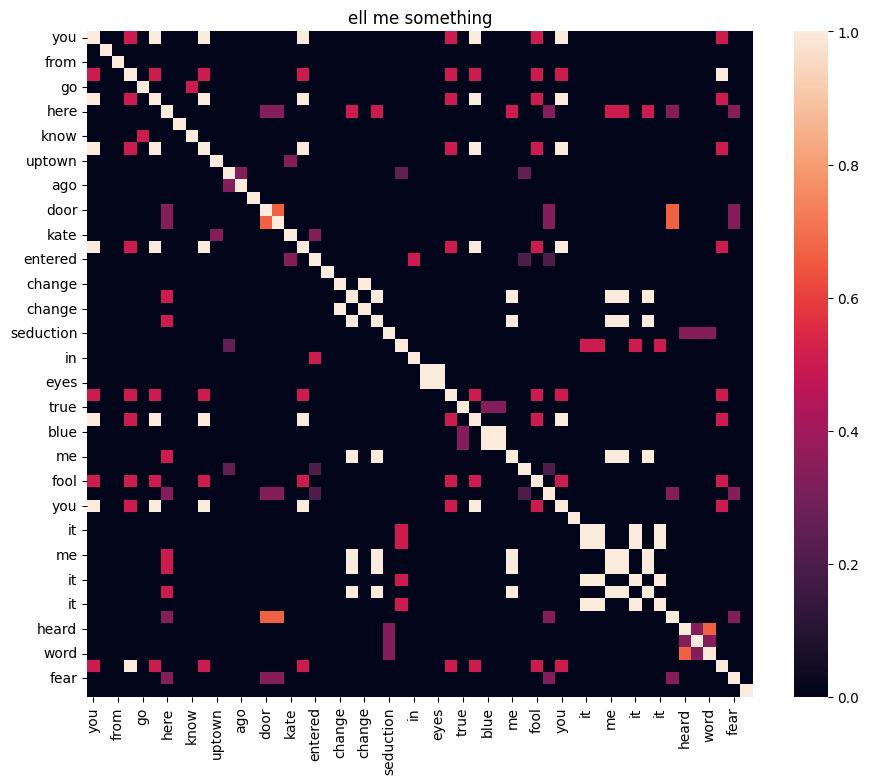 ell me something
you
from
go
here
know
uptown
ago
door
kate
entered
change
change
seduction
in
eyes
true
blue
me
fool
you
it
me
it
it
heard
word
fear
you
from
go
here
know
uptown
ago
door
kate
entered
change
change
seduction
in
eyes
true
blue
me
fool
you
it
me
it
it
heard
word
fear
1.0
0.8
0.6
0.4
0.2
0.0